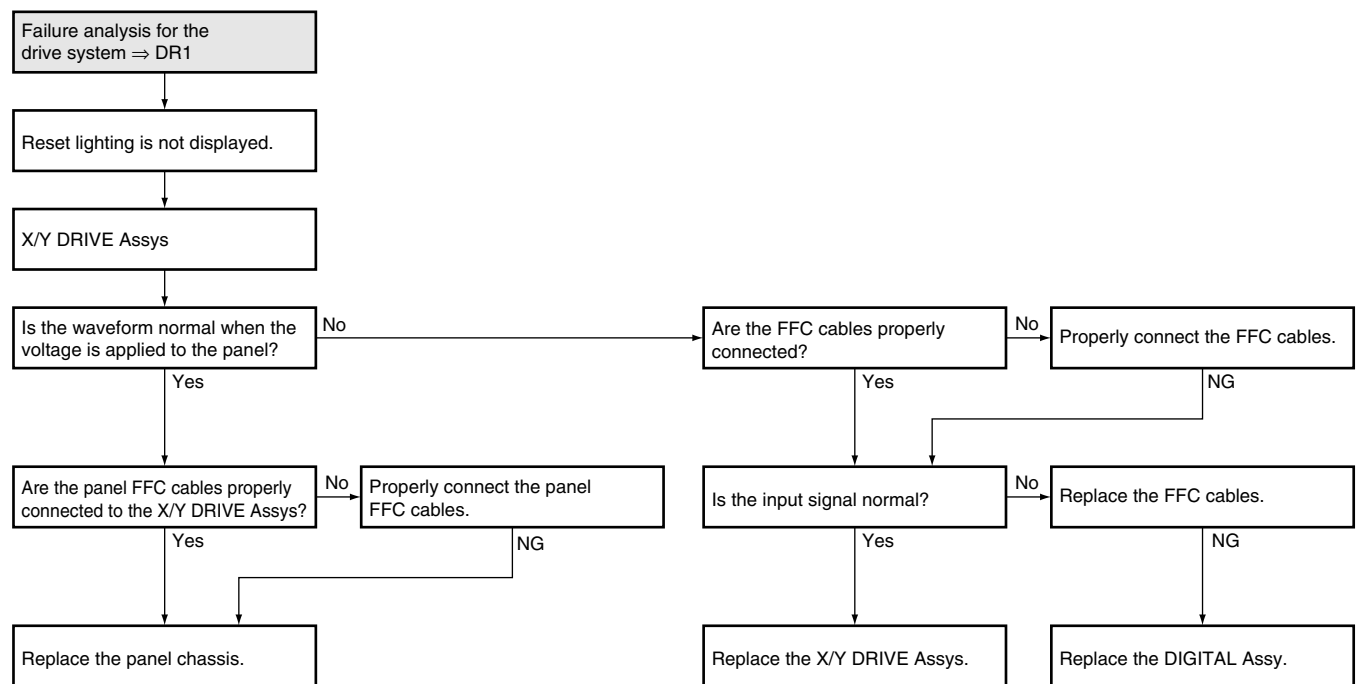 Failure analysis for the
drive system ⇒ DR1
Reset lighting is not displayed.
X/Y DRIVE Assys
Is the waveform normal when the
voltage is applied to the panel?
No
Are the FFC cables properly
connected?
No
Properly connect the FFC cables.
Yes
Yes
NG
Are the panel FFC cables properly
connected to the X/Y DRIVE Assys?
No
Properly connect the panel
FFC cables.
Is the input signal normal?
No
Replace the FFC cables.
Yes
NG
Yes
NG
Replace the panel chassis.
Replace the X/Y DRIVE Assys.
Replace the DIGITAL Assy.